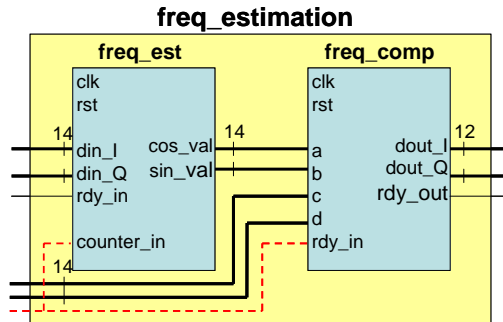 freq_estimation
freq_est
freq_comp
clk
rst
14
din_I
din_Q
rdy_in
counter_in
cos_val
sin_val
14
14
clk
rst
a
b
c
d
rdy_in
dout_I
dout_Q
rdy_out
12